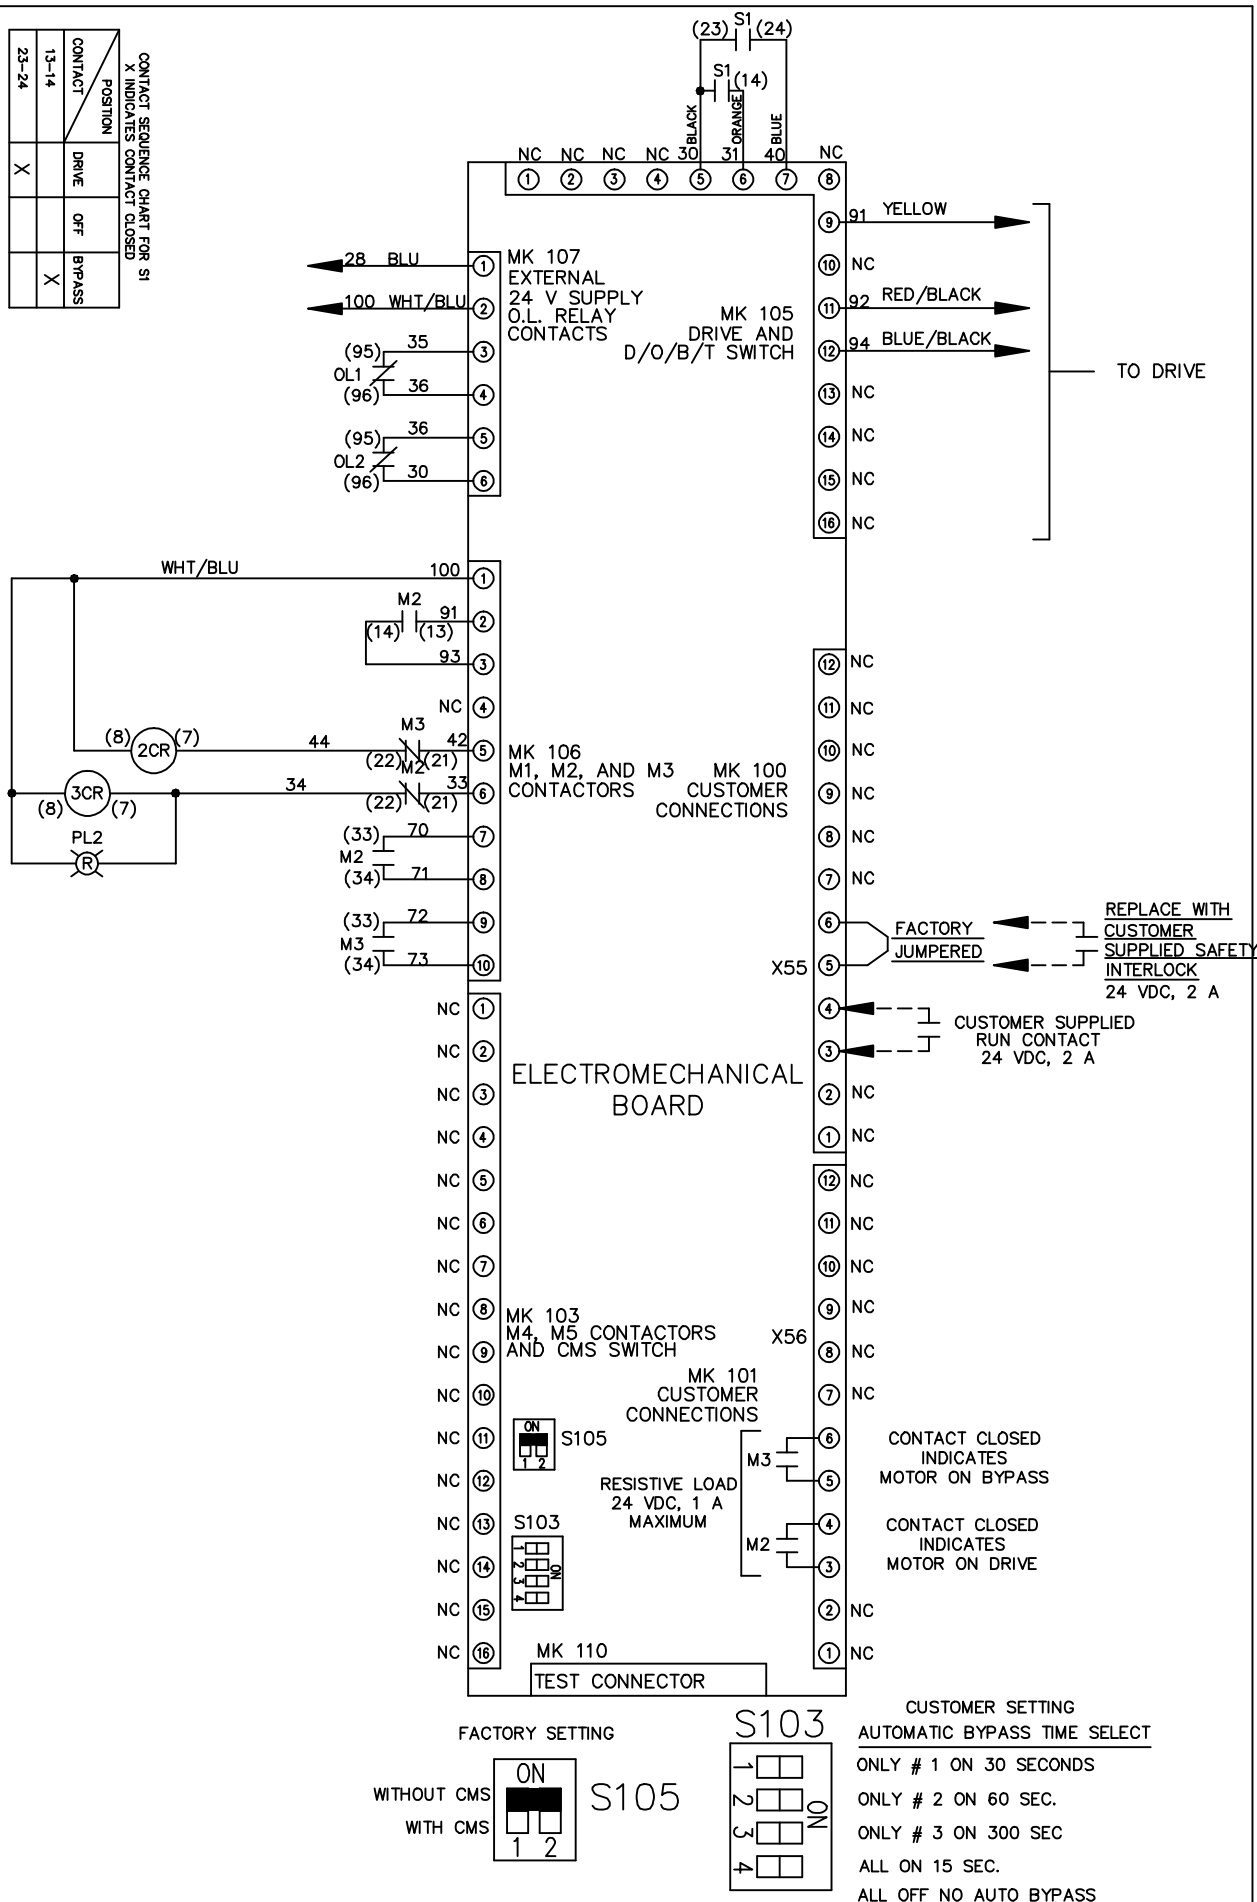 CONTACT SEQUENCE CHART FOR S1
X INDICATES CONTACT CLOSED
POSITION
CONTACT
DRIVE
OFF
BYPASS
13-14
X
23-24
X
(23)
S1
(24)
S1
(14)
BLACK
ORANGE
BLUE
NC
NC
NC
NC
30
31
40
NC
1
2
3
4
5
6
7
8
9
91
YELLOW
10
NC
11
92
RED/BLACK
12
94
BLUE/BLACK
13
NC
14
NC
15
NC
16
NC
TO DRIVE
MK 105
DRIVE AND
D/O/B/T SWITCH
MK 107
EXTERNAL
24 V SUPPLY
O.L. RELAY
CONTACTS
28
BLU
1
100
WHT/BLU
2
(95)
35
3
OL1
(96)
36
4
(95)
36
5
OL2
(96)
30
6
WHT/BLU
100
1
M2
91
2
(14)
(13)
93
3
NC
4
M3
(8)
2CR
(7)
44
42
5
(22)
(21)
M2
3CR
34
33
6
(8)
(7)
(22)
(21)
PL2
R
(33)
70
7
M2
(34)
71
8
(33)
72
9
M3
(34)
73
10
MK 106
M1, M2, AND M3
CONTACTORS
MK 100
CUSTOMER
CONNECTIONS
12
NC
11
NC
10
NC
9
NC
8
NC
7
NC
6
X55
5
4
3
2
NC
1
NC
FACTORY
JUMPERED
REPLACE WITH
CUSTOMER
SUPPLIED SAFETY
INTERLOCK
24 VDC, 2 A
CUSTOMER SUPPLIED
RUN CONTACT
24 VDC, 2 A
ELECTROMECHANICAL
BOARD
NC
1
NC
2
NC
3
NC
4
NC
5
NC
6
NC
7
NC
8
NC
9
NC
10
NC
11
NC
12
NC
13
NC
14
NC
15
NC
16
MK 103
M4, M5 CONTACTORS
AND CMS SWITCH
12
NC
11
NC
10
NC
9
NC
X56
8
NC
7
NC
6
5
4
3
2
NC
1
NC
MK 101
CUSTOMER
CONNECTIONS
ON
1 2
S105
S103
1
2
3
4
ON
RESISTIVE LOAD
24 VDC, 1 A
MAXIMUM
M3
M2
CONTACT CLOSED
INDICATES
MOTOR ON BYPASS
CONTACT CLOSED
INDICATES
MOTOR ON DRIVE
MK 110
TEST CONNECTOR
FACTORY SETTING
WITHOUT CMS
WITH CMS
ON
1 2
S105
S103
1
2
3
4
ON
CUSTOMER SETTING
AUTOMATIC BYPASS TIME SELECT
ONLY # 1 ON 30 SECONDS
ONLY # 2 ON 60 SEC.
ONLY # 3 ON 300 SEC
ALL ON 15 SEC.
ALL OFF NO AUTO BYPASS